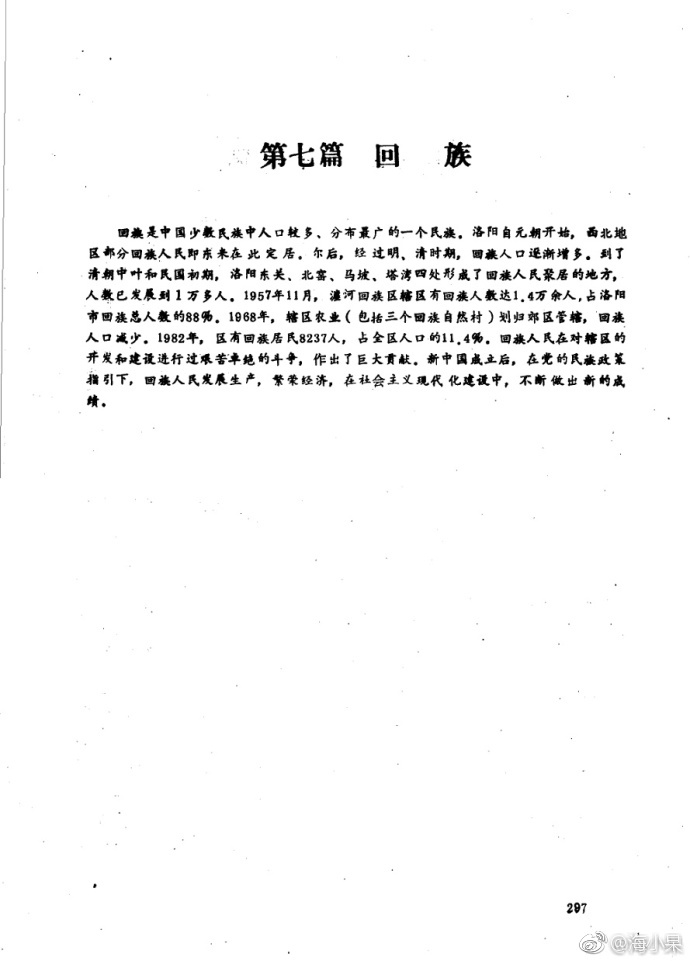 第七篇 回 族
回族是中国少数民族中人口较多、分布最广的一个民族。洛阳自元朝开始，西北地
区部分回族人民即东来在此定居。尔后，经过明、清时期，回族人口逐渐增多。到了
清朝中叶和民国初期，洛阳东关、北窑、马坡、塔湾四处形成了回族人民聚居的地方，
人数已发展到1万多人。1957年11月，瀍河回族区辖区有回族人数达1.4万余人，占洛阳
市回族总人数的88%。1968年，辖区农业（包括三个回族自然村）划归郊区管辖，回族
人口减少。1982年，区有回族居民8237人，占全区人口的11.4%。回族人民在对辖区的
开发和建设进行过艰苦卓绝的斗争，作出了巨大贡献。新中国成立后，在党的民族政策
指引下，回族人民发展生产，繁荣经济，在社会主义现代化建设中，不断做出新的成
绩。
297
@海小杲